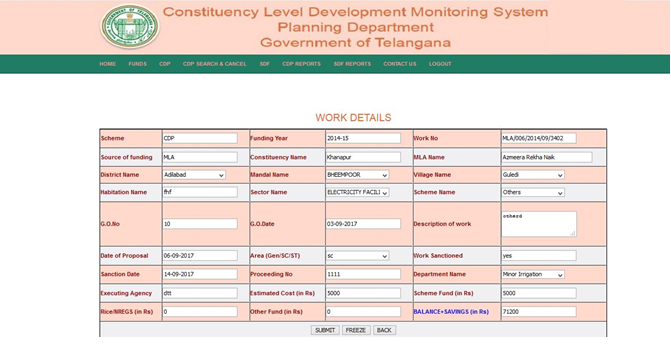 Constituency Level Development Monitoring System
Planning Department
Government of Telangana
HOME FUNDS CDP CDP SEARCH & CANCEL SDF CDP REPORTS SDF REPORTS CONTACT US LOGOUT
WORK DETAILS
Scheme CDP Funding Year 2014-15 Work No MLA/006/2014/09/3402
Source of funding MLA Constituency Name Khanapur MLA Name Azmeera Rekha Naik
District Name Adilabad Mandal Name BHEEMPOOR Village Name Guledi
Habitation Name fhf Sector Name ELECTRICITY FACILI Scheme Name Others
G.O.No 10 G.O.Date 03-09-2017 Description of work otherd
Date of Proposal 06-09-2017 Area (Gen/SC/ST) sc Work Sanctioned yes
Sanction Date 14-09-2017 Proceeding No 1111 Department Name Minor Irrigation
Executing Agency dtt Estimated Cost (in Rs) 5000 Scheme Fund (in Rs) 5000
Rice/NREGS (in Rs) 0 Other Fund (in Rs) 0 BALANCE+SAVINGS (in Rs) 71200
SUBMIT FREEZE BACK